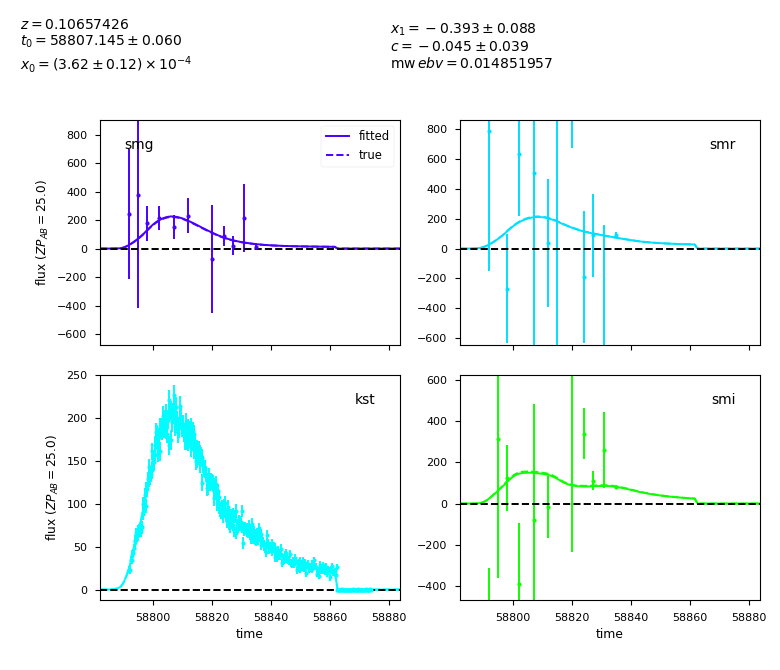 z = 0.10657426
t₀ = 58807.145 ± 0.060
x₀ = (3.62 ± 0.12) × 10⁻⁴
x₁ = −0.393 ± 0.088
c = −0.045 ± 0.039
mw ebv = 0.014851957
smg
fitted
true
800
600
400
200
0
−200
−400
−600
flux (ZP_AB = 25.0)
smr
800
600
400
200
0
−200
−400
−600
kst
250
200
150
100
50
0
flux (ZP_AB = 25.0)
58800 58820 58840 58860 58880
time
smi
600
400
200
0
−200
−400
58800 58820 58840 58860 58880
time